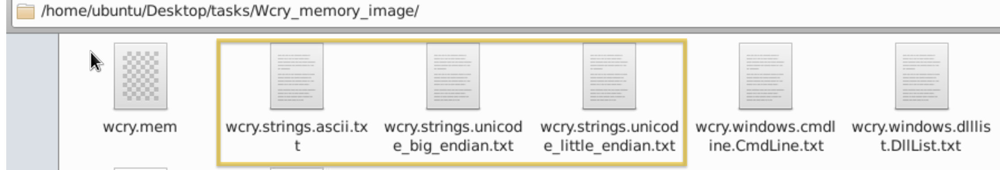 /home/ubuntu/Desktop/tasks/Wcry_memory_image/
wcry.mem
wcry.strings.ascii.tx
t
wcry.strings.unicod
e_big_endian.txt
wcry.strings.unicod
e_little_endian.txt
wcry.windows.cmdl
ine.CmdLine.txt
wcry.windows.dlllis
t.DllList.txt